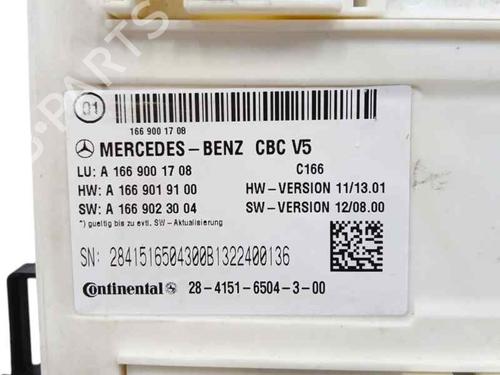 01
166 900 17 08
MERCEDES-BENZ CBC V5
LU: A 166 900 17 08 C166
HW: A 166 901 91 00 HW-VERSION 11/13.01
SW: A 166 902 30 04 SW-VERSION 12/08.00
*) gueltig bis zu evtl. SW - Aktualisierung
SN: 2841516504300B1322400136
Continental 28-4151-6504-3-00